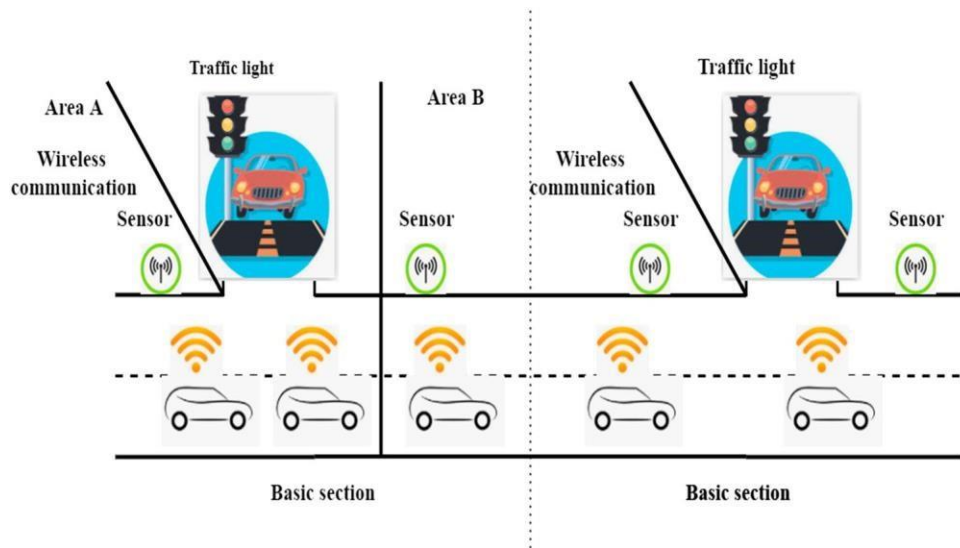 Traffic light
Area A
Area B
Wireless
communication
Sensor
Sensor
Basic section
Traffic light
Wireless
communication
Sensor
Sensor
Basic section